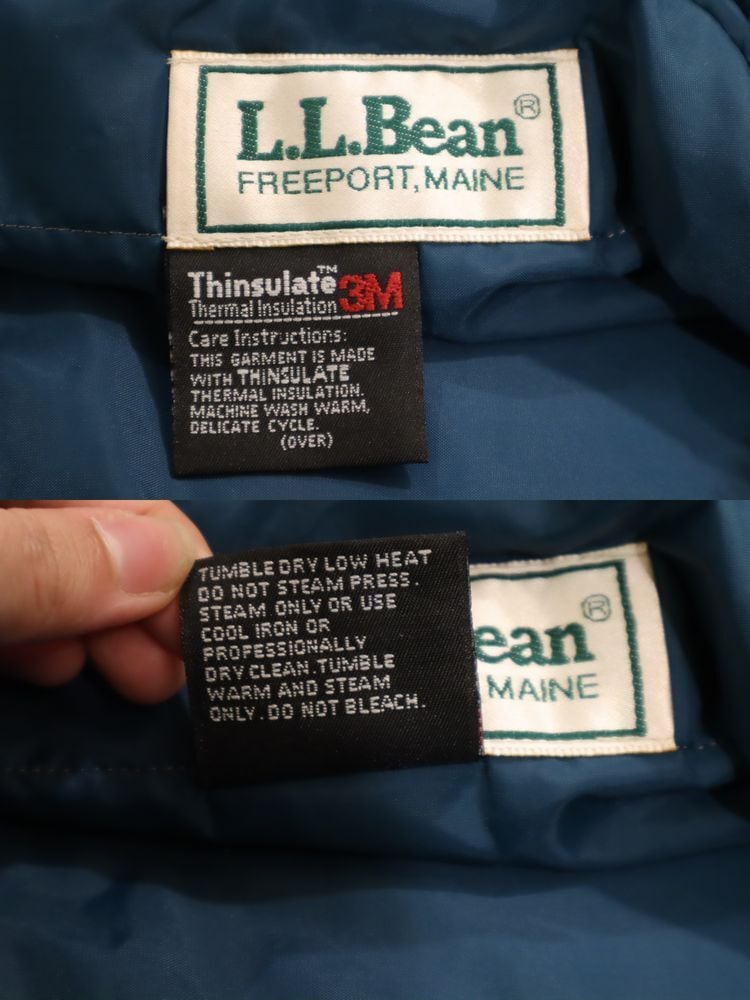 L.L.Bean®
FREEPORT, MAINE
Thinsulate™ 3M
Thermal Insulation
Care Instructions:
THIS GARMENT IS MADE
WITH THINSULATE
THERMAL INSULATION.
MACHINE WASH WARM,
DELICATE CYCLE.
(OVER)
TUMBLE DRY LOW HEAT
DO NOT STEAM PRESS.
STEAM ONLY OR USE
COOL IRON OR
PROFESSIONALLY
DRY CLEAN.TUMBLE
WARM AND STEAM
ONLY.DO NOT BLEACH.
ean®
MAINE